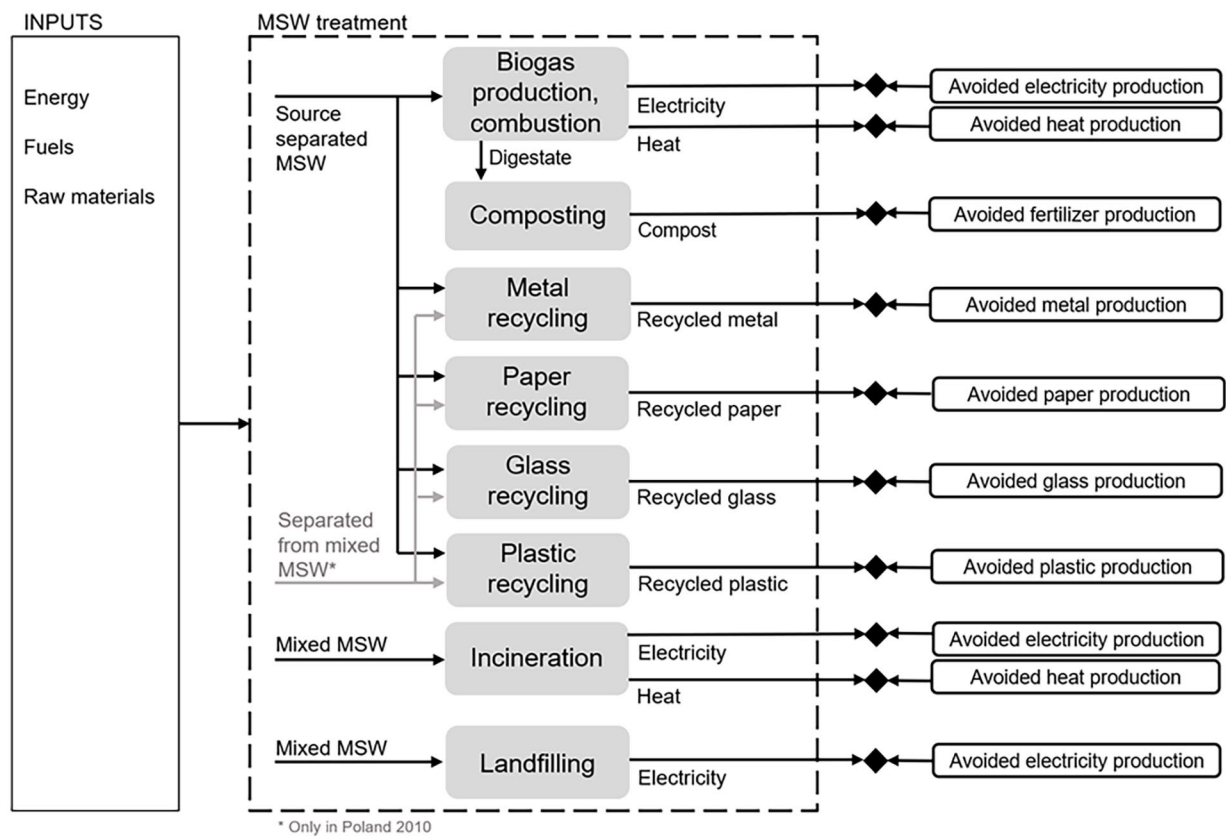 INPUTS
Energy
Fuels
Raw materials
MSW treatment
Source
separated
MSW
Biogas
production,
combustion
Electricity
Avoided electricity production
Heat
Avoided heat production
Digestate
Composting
Compost
Avoided fertilizer production
Metal
recycling
Recycled metal
Avoided metal production
Paper
recycling
Recycled paper
Avoided paper production
Glass
recycling
Recycled glass
Avoided glass production
Separated
from mixed
MSW*
Plastic
recycling
Recycled plastic
Avoided plastic production
Mixed MSW
Incineration
Electricity
Avoided electricity production
Heat
Avoided heat production
Mixed MSW
Landfilling
Electricity
Avoided electricity production
* Only in Poland 2010